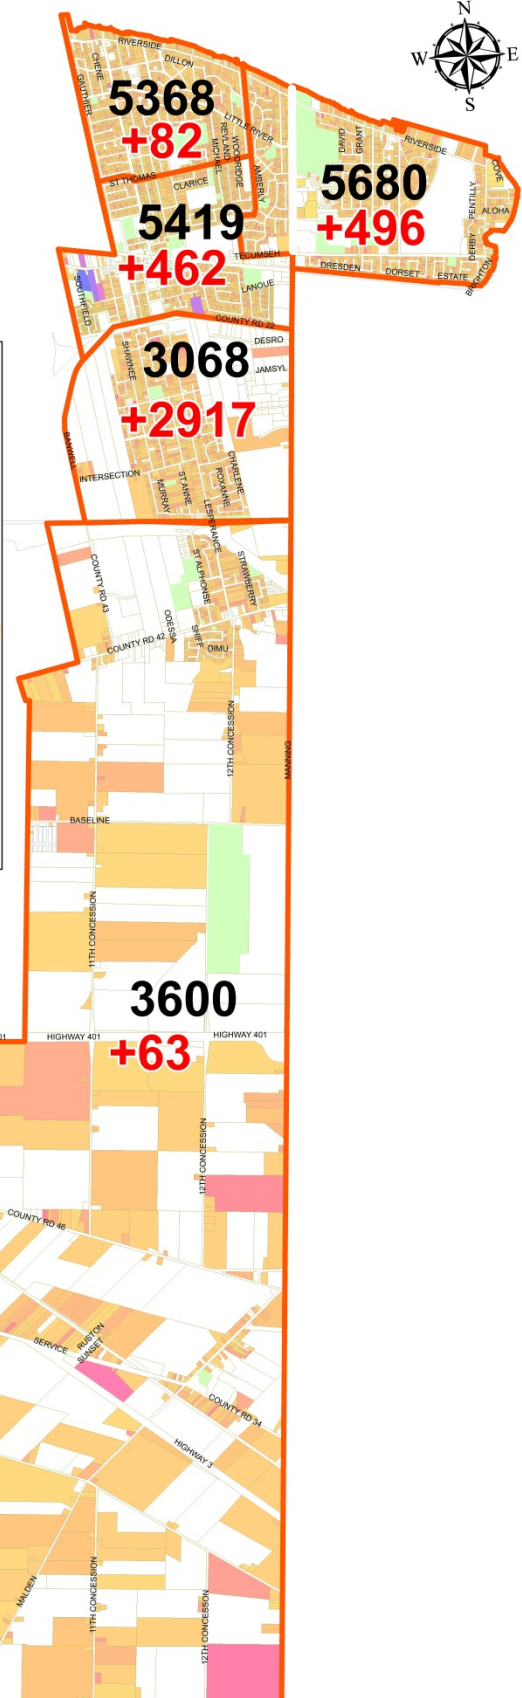 N
W
E
S
RIVERSIDE
DILLON
CHENE
GAUTHIER
5368
+82
LITTLE RIVER
WOODRIDGE
REVLAND
MICHAEL
DAVID
GRANT
RIVERSIDE
COVE
ST THOMAS
CLARICE
AMBERLY
5680
+496
PENTILLY
ALOHA
5419
+462
TECUMSEH
DERBY
BRIGHTON
DRESDEN
DORSET
ESTATE
SOUTHFIELD
LANOUE
COUNTY RD 22
DESRO
SHAWNEE
3068
JAMSYL
+2917
BANWELL
INTERSECTION
MURRAY
ST ANNE
ROXANNE
CHARLENE
LESPERANCE
COUNTY RD 43
ST ALPHONSE
STRAWBERRY
ODESSA
SHIFF
DIMU
COUNTY RD 42
12TH CONCESSION
MANNING
BASELINE
11TH CONCESSION
3600
01
HIGHWAY 401
HIGHWAY 401
+63
12TH CONCESSION
COUNTY RD 46
SERVICE
RUSTON
SUNSET
COUNTY RD 34
HIGHWAY 3
MALDEN
11TH CONCESSION
12TH CONCESSON